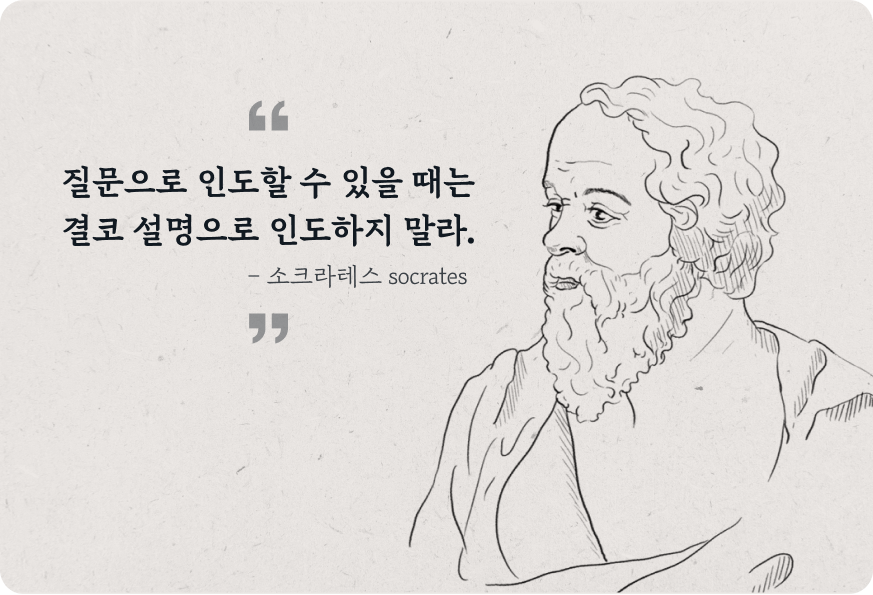 “
질문으로 인도할 수 있을 때는
결코 설명으로 인도하지 말라.
– 소크라테스 socrates
”